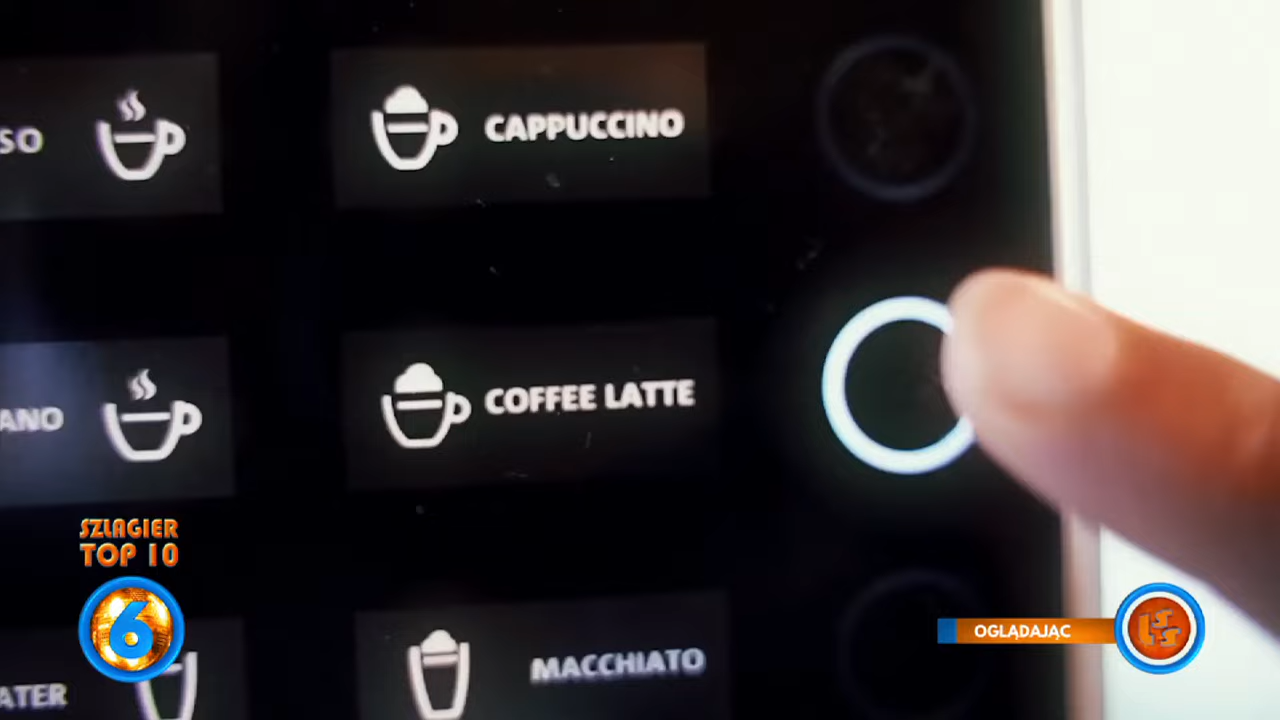 SO
CAPPUCCINO
ANO
COFFEE LATTE
SZLAGIER
TOP 10
6
OGLĄDAJĄC
ATER
MACCHIATO